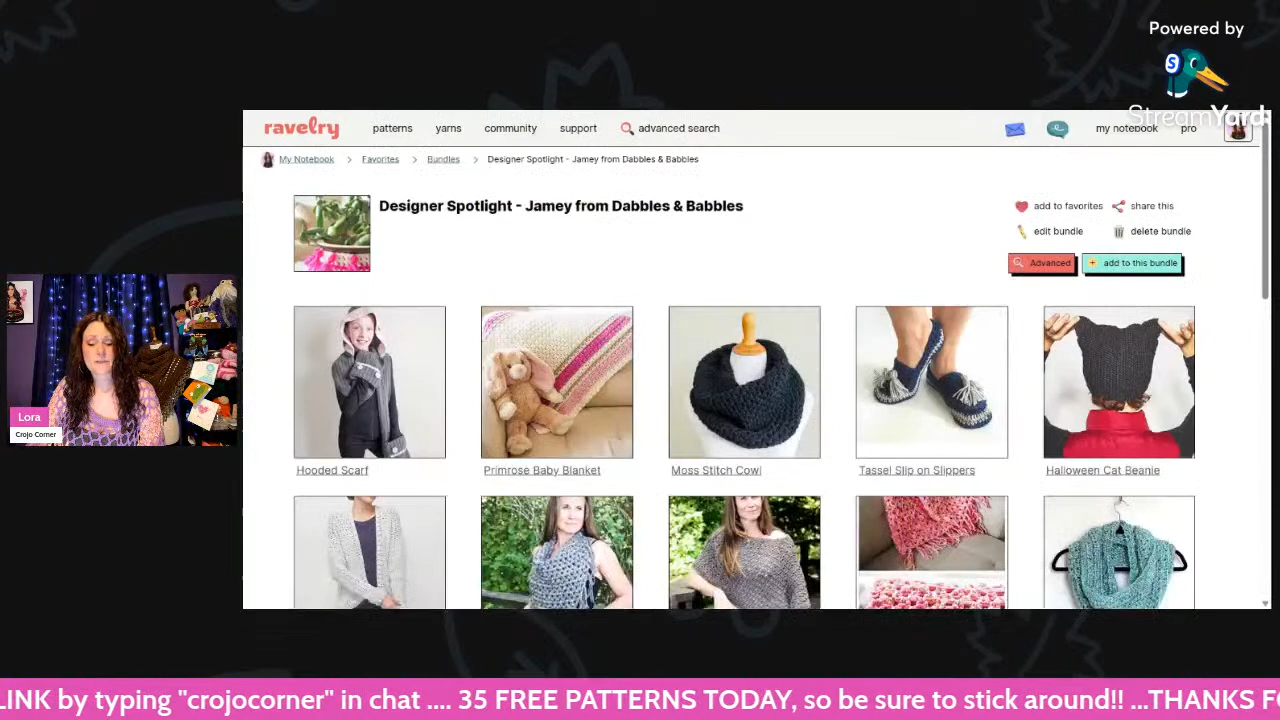 Powered by
StreamYard
ravelry
patterns yarns community support advanced search my notebook pro
My Notebook > Favorites > Bundles > Designer Spotlight - Jamey from Dabbles & Babbles
Designer Spotlight - Jamey from Dabbles & Babbles
add to favorites share this
edit bundle delete bundle
Advanced add to this bundle
Lora
Crojo Corner
Hooded Scarf Primrose Baby Blanket Moss Stitch Cowl Tassel Slip on Slippers Halloween Cat Beanie
LINK by typing "crojocorner" in chat .... 35 FREE PATTERNS TODAY, so be sure to stick around!! ...THANKS F